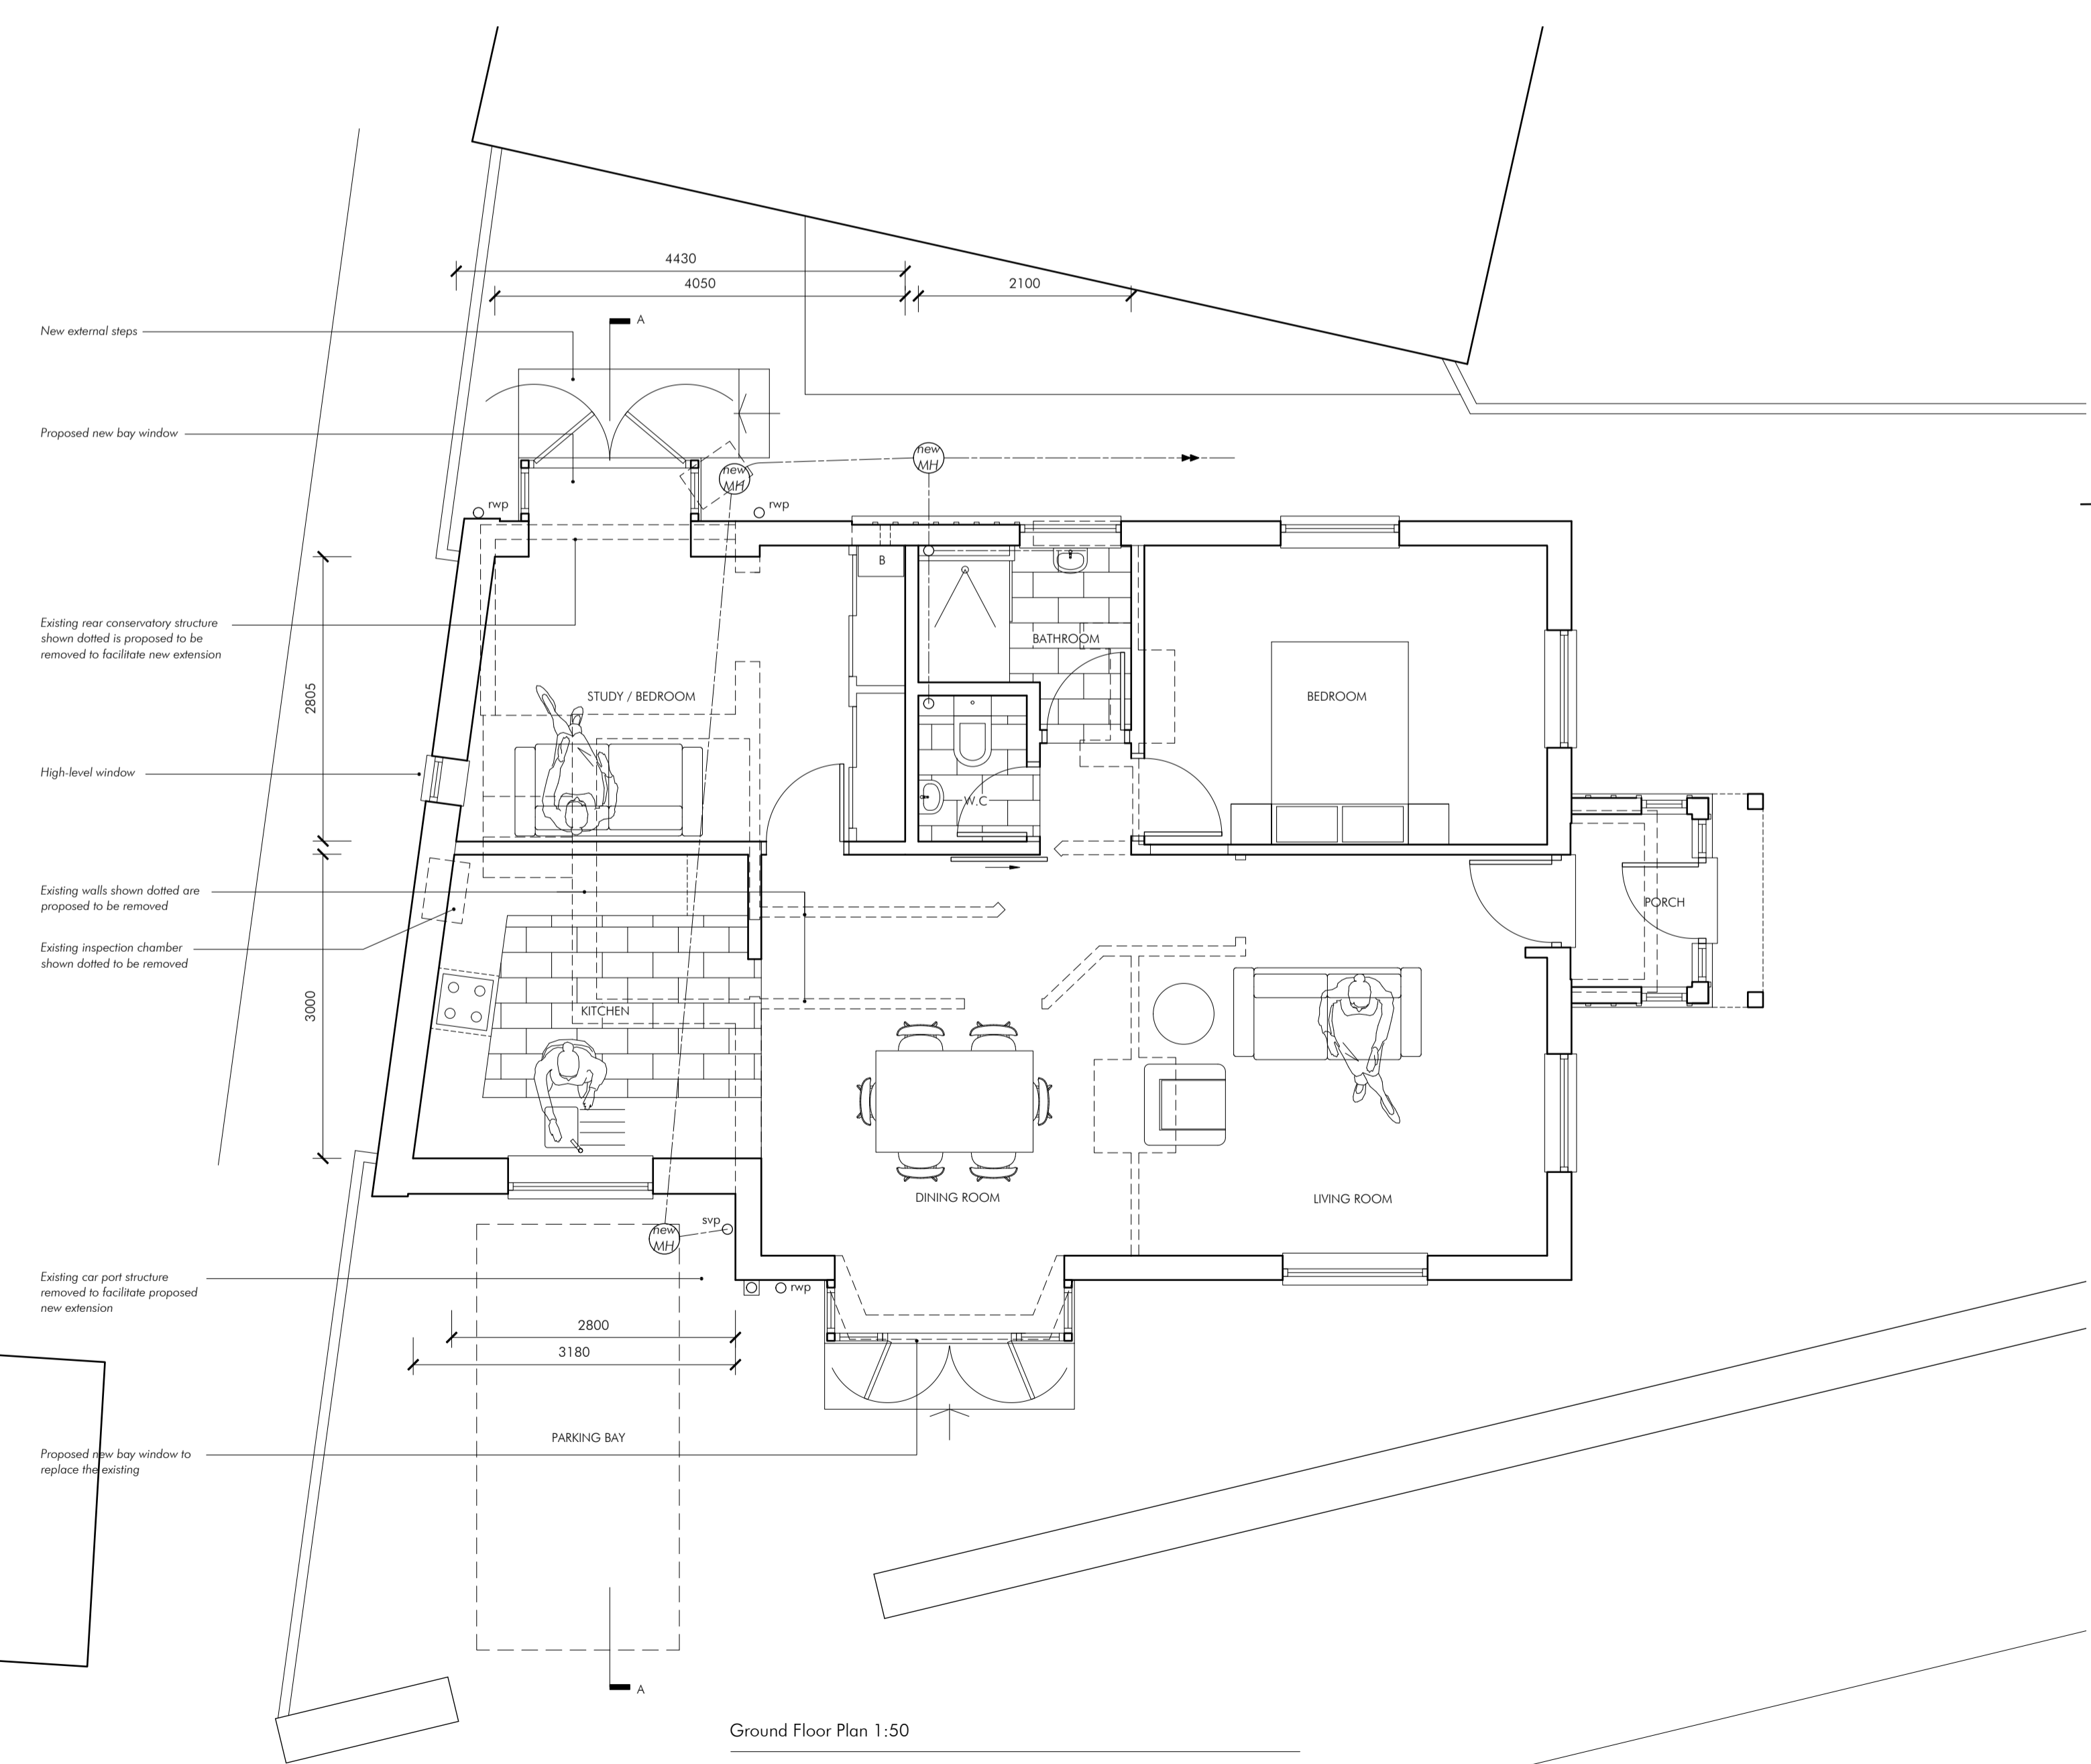 4430
4050
2100
New external steps
A
Proposed new bay window
new
MH
new
MH
rwp
rwp
B
Existing rear conservatory structure
shown dotted is proposed to be
removed to facilitate new extension
BATHROOM
2805
STUDY / BEDROOM
BEDROOM
High-level window
W.C
Existing walls shown dotted are
proposed to be removed
PORCH
Existing inspection chamber
shown dotted to be removed
3000
KITCHEN
DINING ROOM
LIVING ROOM
svp
new
MH
Existing car port structure
removed to facilitate proposed
new extension
rwp
2800
3180
PARKING BAY
Proposed new bay window to
replace the existing
A
Ground Floor Plan 1:50